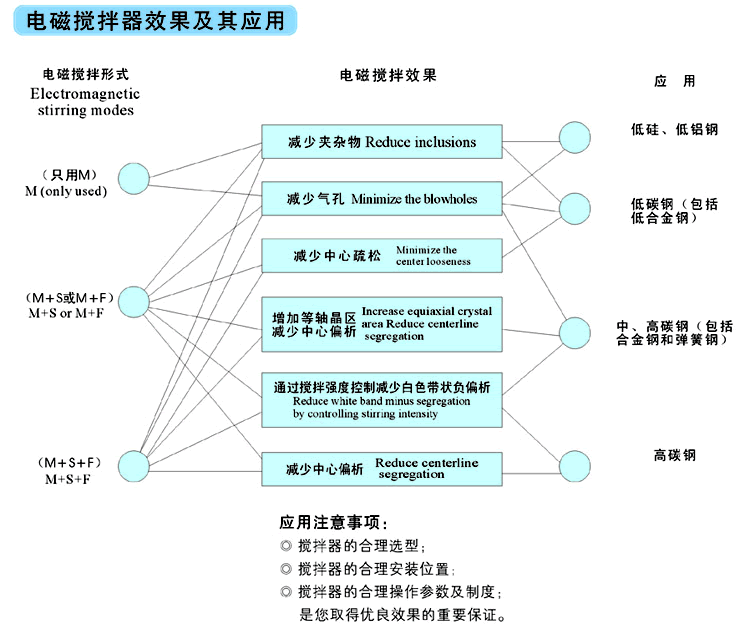 电磁搅拌器效果及其应用
电磁搅拌形式
Electromagnetic
stirring modes
电磁搅拌效果
应 用
(只用M)
M (only used)
(M+S或M+F)
M+S or M+F
(M+S+F)
M+S+F
减少夹杂物 Reduce inclusions
减少气孔 Minimize the blowholes
减少中心疏松 Minimize the
center looseness
增加等轴晶区 Increase equiaxial crystal
减少中心偏析 area Reduce centerline
segregation
通过搅拌强度控制减少白色带状负偏析
Reduce white band minus segregation
by controlling stirring intensity
减少中心偏析 Reduce centerline
segregation
低硅、低铝钢
低碳钢(包括
低合金钢)
中、高碳钢(包括
合金钢和弹簧钢)
高碳钢
应用注意事项:
◎ 搅拌器的合理选型;
◎ 搅拌器的合理安装位置;
◎ 搅拌器的合理操作参数及制度;
是您取得优良效果的重要保证。